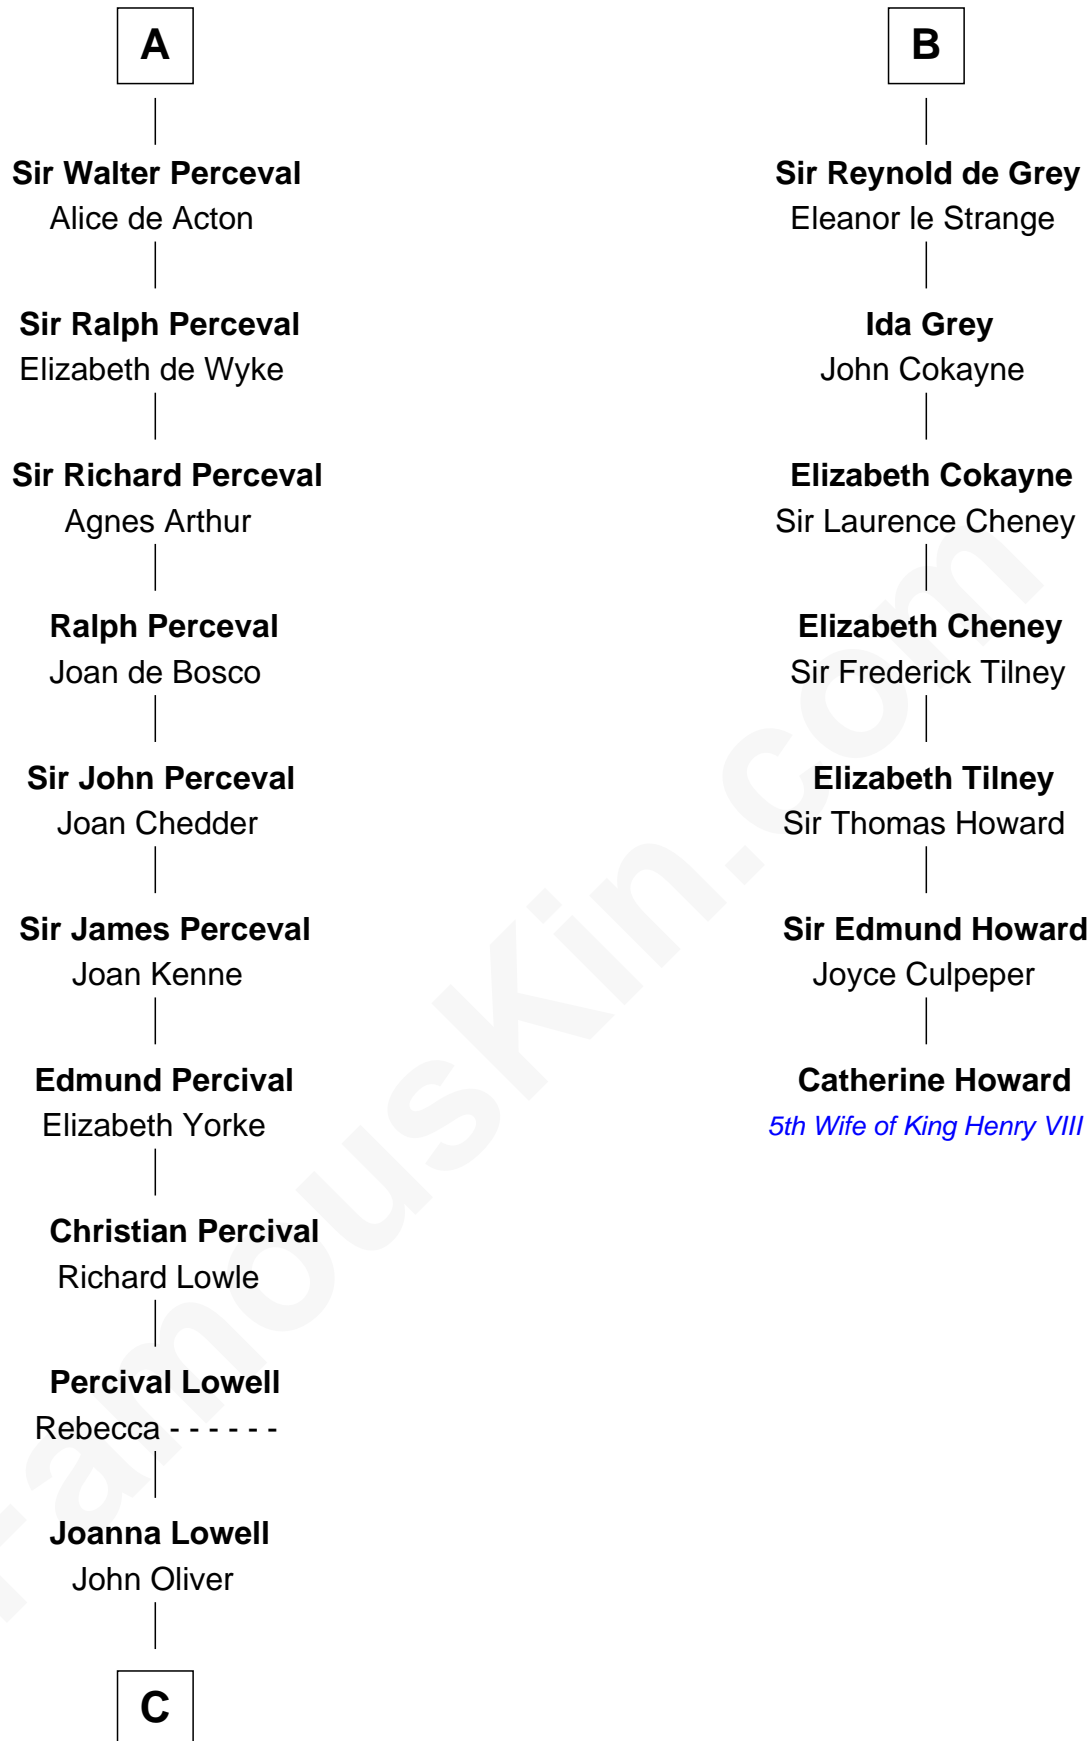 A
Sir Walter Perceval
Alice de Acton
Sir Ralph Perceval
Elizabeth de Wyke
Sir Richard Perceval
Agnes Arthur
Ralph Perceval
Joan de Bosco
Sir John Perceval
Joan Chedder
Sir James Perceval
Joan Kenne
Edmund Percival
Elizabeth Yorke
Christian Percival
Richard Lowle
Percival Lowell
Rebecca - - - - - -
Joanna Lowell
John Oliver
C
B
Sir Reynold de Grey
Eleanor le Strange
Ida Grey
John Cokayne
Elizabeth Cokayne
Sir Laurence Cheney
Elizabeth Cheney
Sir Frederick Tilney
Elizabeth Tilney
Sir Thomas Howard
Sir Edmund Howard
Joyce Culpeper
Catherine Howard
5th Wife of King Henry VIII
FamousKin.com